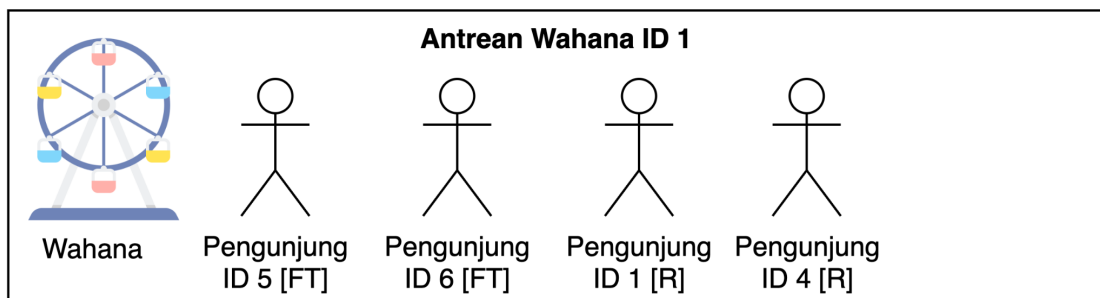 Antrean Wahana ID 1
Wahana
Pengunjung
ID 5 [FT]
Pengunjung
ID 6 [FT]
Pengunjung
ID 1 [R]
Pengunjung
ID 4 [R]